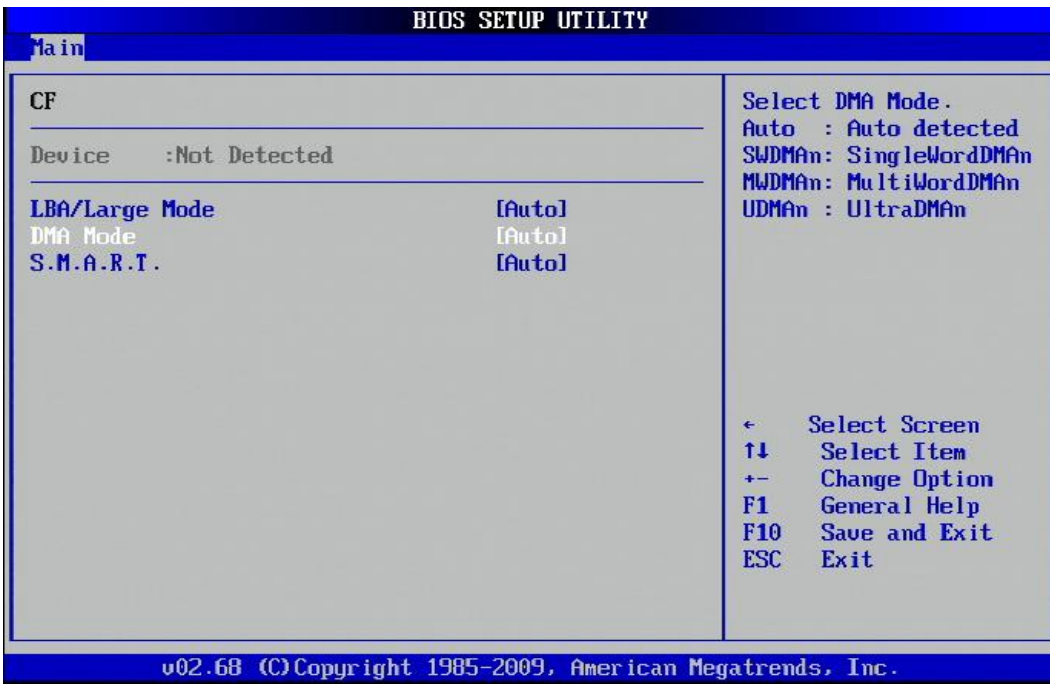 BIOS SETUP UTILITY
Main
CF
Device :Not Detected
LBA/Large Mode [Auto]
DMA Mode [Auto]
S.M.A.R.T. [Auto]
Select DMA Mode.
Auto : Auto detected
SWDMAn: SingleWordDMAn
MWDMAn: MultiWordDMAn
UDMAn : UltraDMAn
← Select Screen
↑↓ Select Item
+- Change Option
F1 General Help
F10 Save and Exit
ESC Exit
v02.68 (C)Copyright 1985-2009, American Megatrends, Inc.